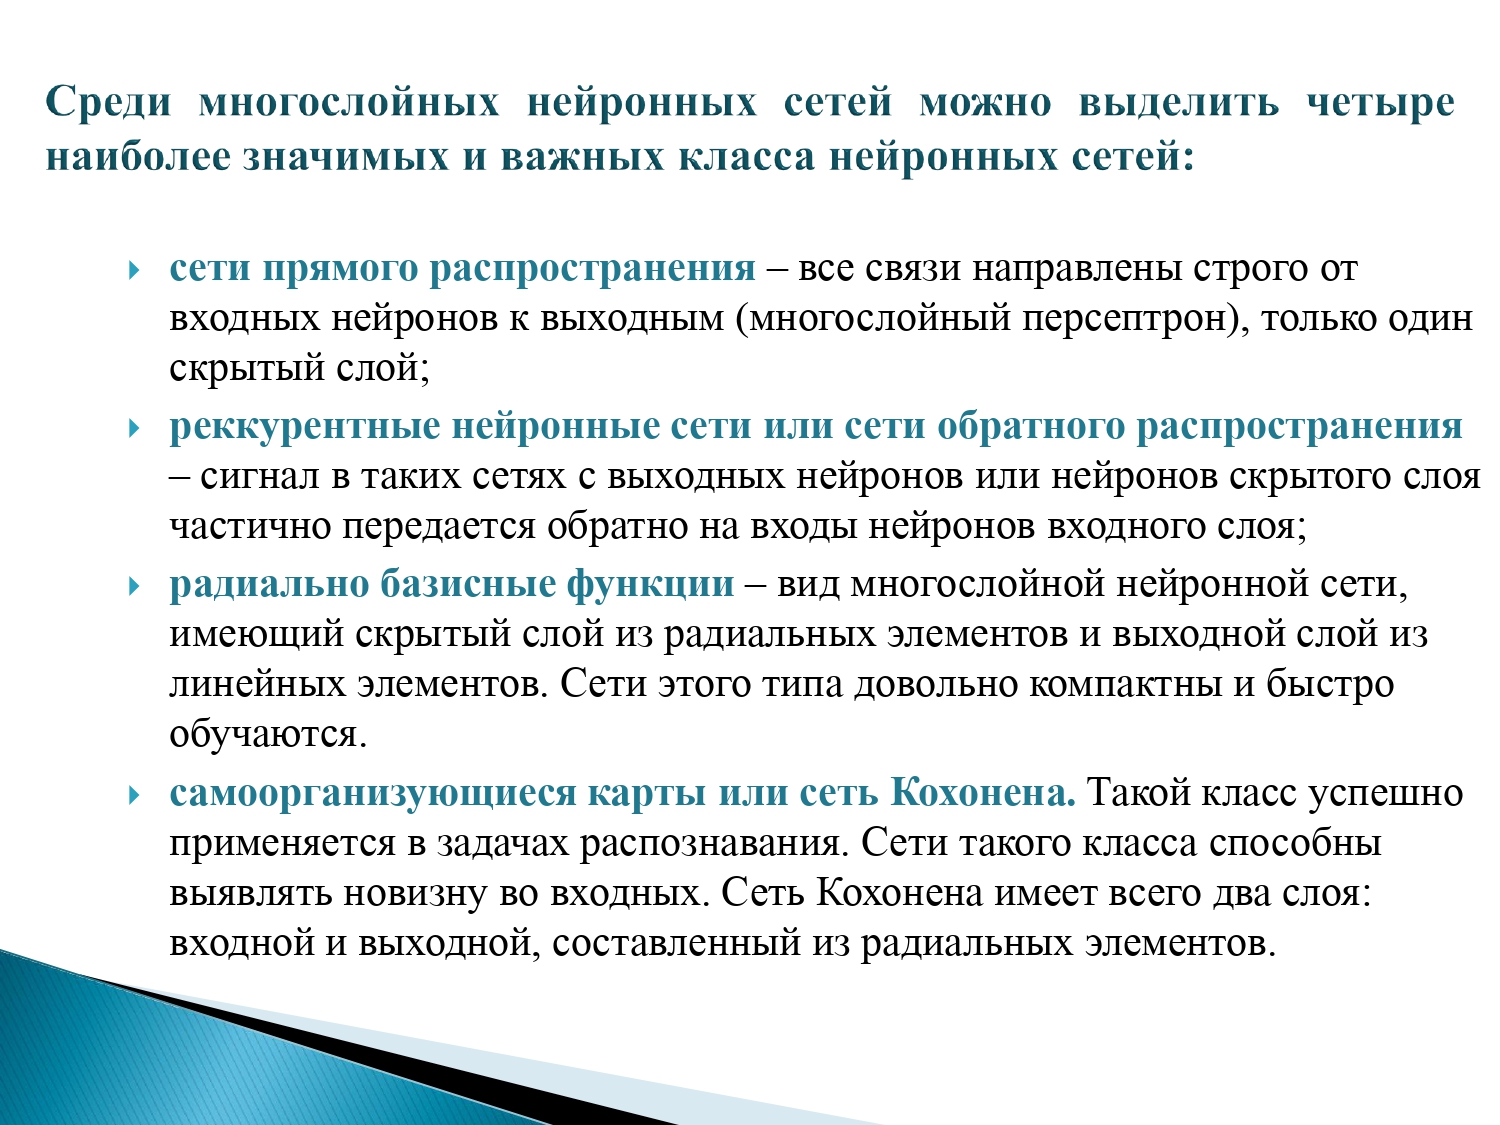 Среди многослойных нейронных сетей можно выделить четыре
наиболее значимых и важных класса нейронных сетей:
сети прямого распространения – все связи направлены строго от
входных нейронов к выходным (многослойный персептрон), только один
скрытый слой;
реккурентные нейронные сети или сети обратного распространения
– сигнал в таких сетях с выходных нейронов или нейронов скрытого слоя
частично передается обратно на входы нейронов входного слоя;
радиально базисные функции – вид многослойной нейронной сети,
имеющий скрытый слой из радиальных элементов и выходной слой из
линейных элементов. Сети этого типа довольно компактны и быстро
обучаются.
самоорганизующиеся карты или сеть Кохонена. Такой класс успешно
применяется в задачах распознавания. Сети такого класса способны
выявлять новизну во входных. Сеть Кохонена имеет всего два слоя:
входной и выходной, составленный из радиальных элементов.